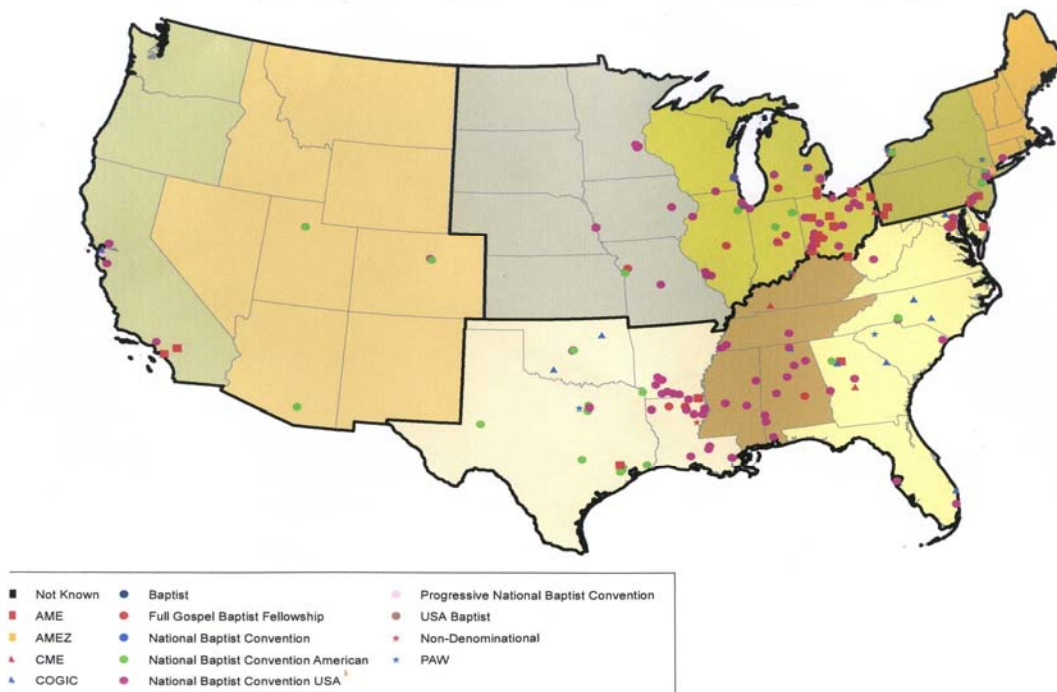 Not Known
AME
AMEZ
CME
COGIC
Baptist
Full Gospel Baptist Fellowship
National Baptist Convention
National Baptist Convention American
National Baptist Convention USA
Progressive National Baptist Convention
USA Baptist
Non-Denominational
PAW